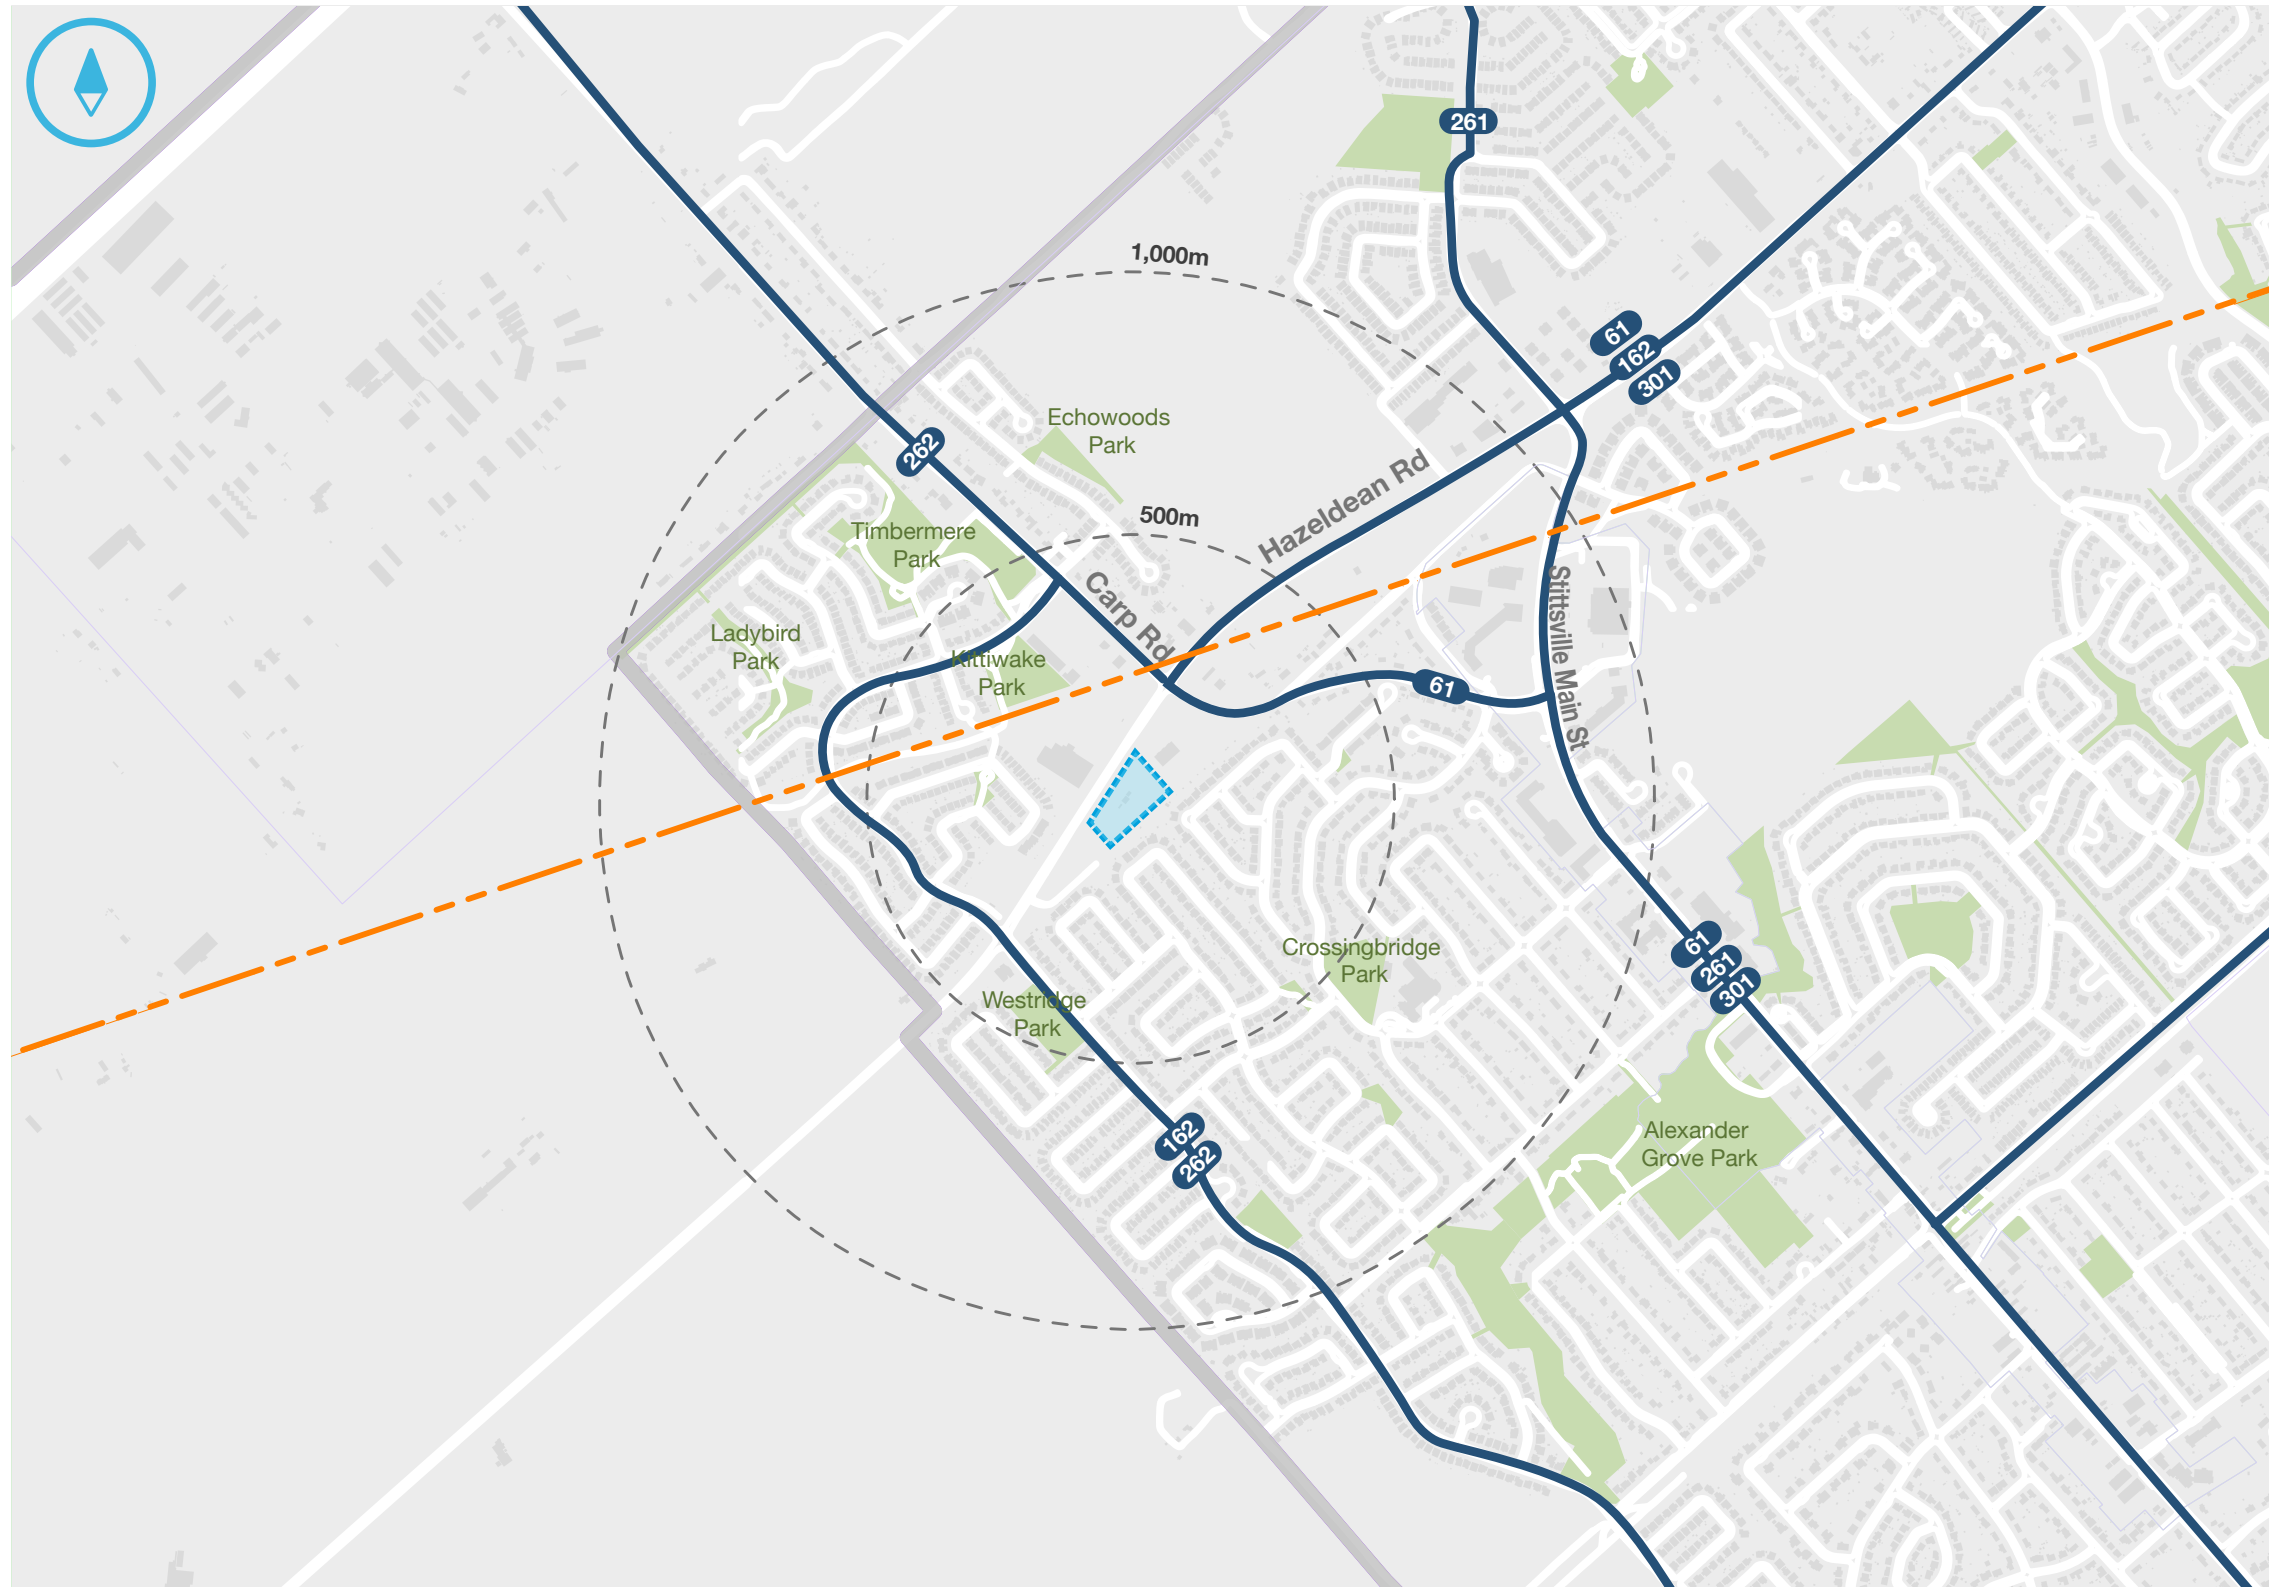 261
1,000m
61
162
301
Echowoods
Park
262
Hazeldean Rd
500m
Timbermere
Park
Carp Rd
Stittsville Main St
Ladybird
Park
Kittiwake
Park
61
Crossingbridge
Park
61
261
301
Westridge
Park
162
262
Alexander
Grove Park